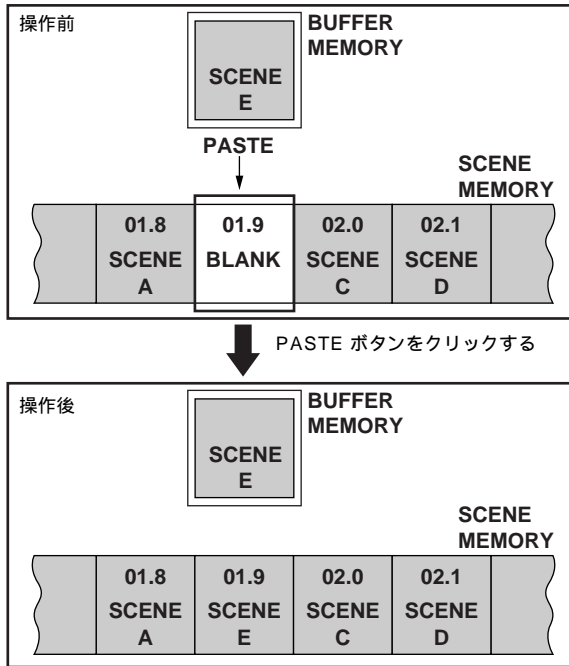 操作前
BUFFER
MEMORY
SCENE
E
PASTE
SCENE
MEMORY
01.8 01.9 02.0 02.1
SCENE BLANK SCENE SCENE
A C D
PASTE ボタンをクリックする
操作後
BUFFER
MEMORY
SCENE
E
SCENE
MEMORY
01.8 01.9 02.0 02.1
SCENE SCENE SCENE SCENE
A E C D